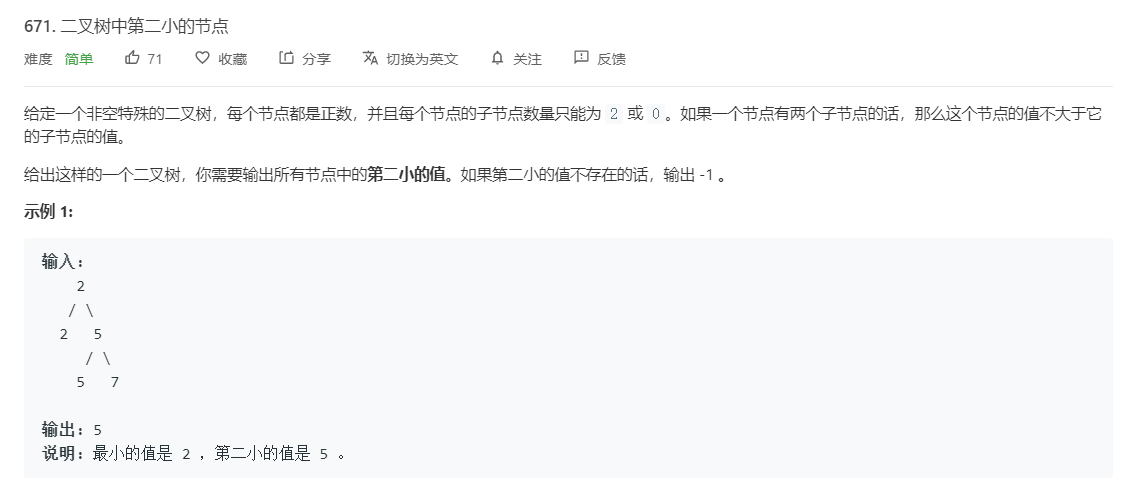 671. 二叉树中第二小的节点
难度 简单 71 收藏 分享 切换为英文 关注 反馈
给定一个非空特殊的二叉树，每个节点都是正数，并且每个节点的子节点数量只能为 2 或 0。如果一个节点有两个子节点的话，那么这个节点的值不大于它
的子节点的值。
给出这样的一个二叉树，你需要输出所有节点中的第二小的值。如果第二小的值不存在的话，输出 -1 。
示例 1:
输入:
2
/ \
2 5
/ \
5 7
输出: 5
说明: 最小的值是 2 ，第二小的值是 5 。